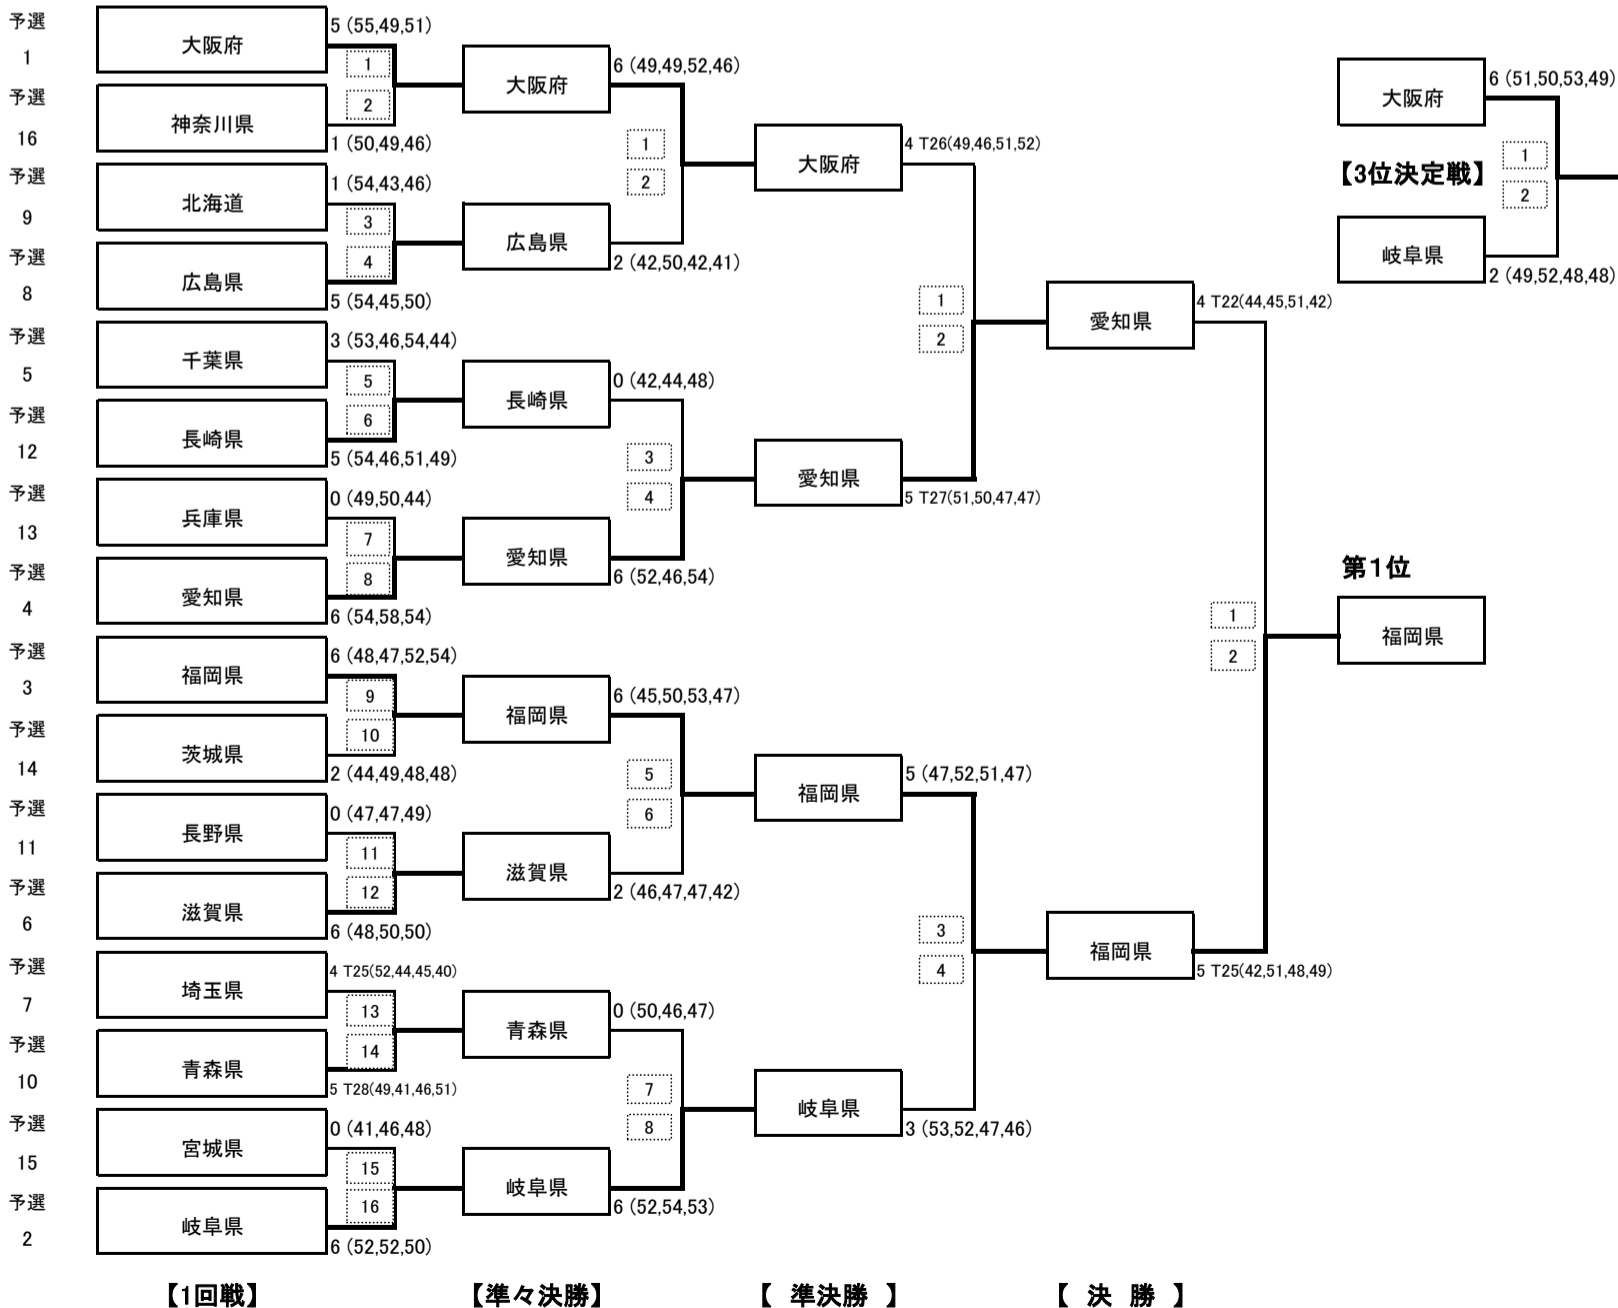 予選
1
大阪府
5 (55,49,51)
1
2
予選
16
神奈川県
1 (50,49,46)
予選
9
北海道
1 (54,43,46)
3
4
予選
8
広島県
5 (54,45,50)
予選
5
千葉県
3 (53,46,54,44)
5
6
予選
12
長崎県
5 (54,46,51,49)
予選
13
兵庫県
0 (49,50,44)
7
8
予選
4
愛知県
6 (54,58,54)
予選
3
福岡県
6 (48,47,52,54)
9
10
予選
14
茨城県
2 (44,49,48,48)
予選
11
長野県
0 (47,47,49)
11
12
予選
6
滋賀県
6 (48,50,50)
予選
7
埼玉県
4 T25(52,44,45,40)
13
14
予選
10
青森県
5 T28(49,41,46,51)
予選
15
宮城県
0 (41,46,48)
15
16
予選
2
岐阜県
6 (52,52,50)
【1回戦】
大阪府
6 (49,49,52,46)
1
2
広島県
2 (42,50,42,41)
長崎県
0 (42,44,48)
3
4
愛知県
6 (52,46,54)
福岡県
6 (45,50,53,47)
5
6
滋賀県
2 (46,47,47,42)
青森県
0 (50,46,47)
7
8
岐阜県
6 (52,54,53)
【準々決勝】
大阪府
4 T26(49,46,51,52)
1
2
愛知県
5 T27(51,50,47,47)
福岡県
5 (47,52,51,47)
3
4
岐阜県
3 (53,52,47,46)
【 準決勝 】
愛知県
4 T22(44,45,51,42)
1
2
福岡県
5 T25(42,51,48,49)
【 決 勝 】
大阪府
6 (51,50,53,49)
【3位決定戦】
1
2
岐阜県
2 (49,52,48,48)
第1位
福岡県